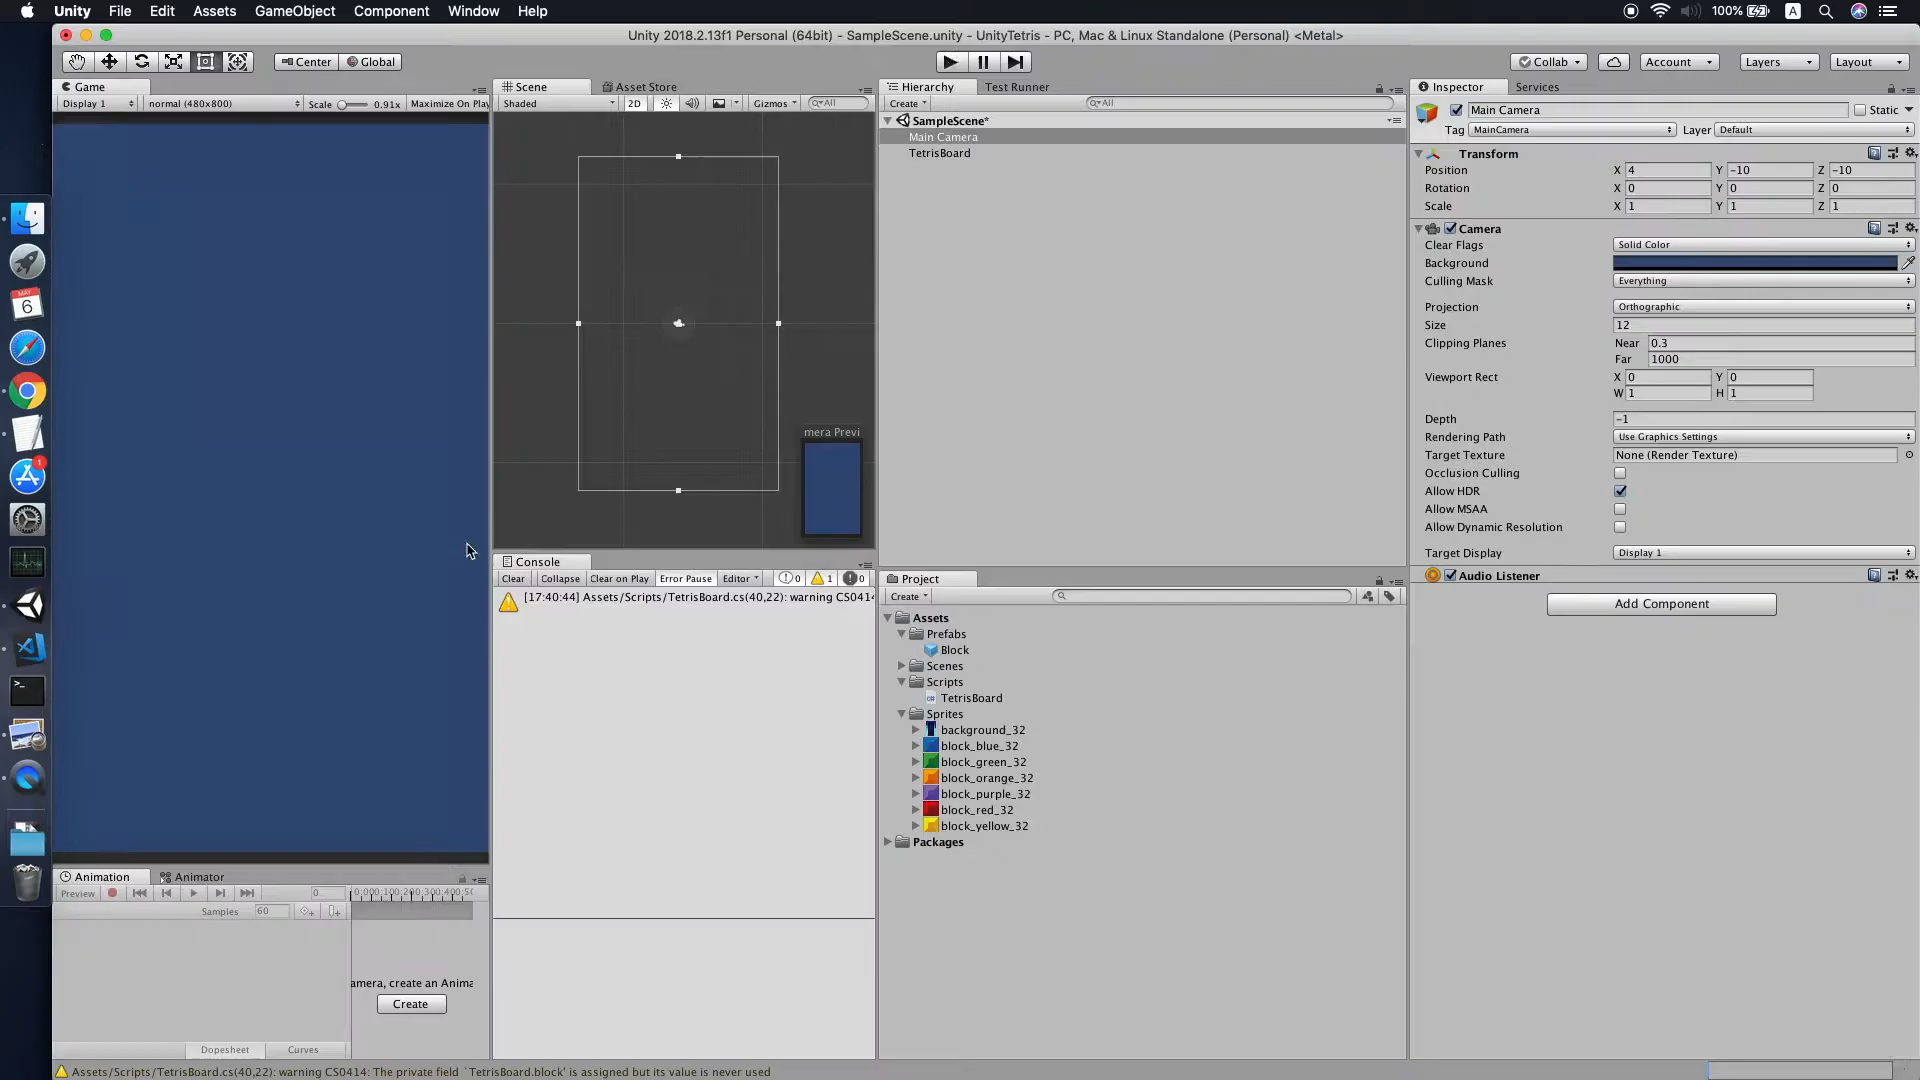 Unity File Edit Assets GameObject Component Window Help 100% A
Unity 2018.2.13f1 Personal (64bit) - SampleScene.unity - UnityTetris - PC, Mac & Linux Standalone (Personal) <Metal>
Center Global Collab Account Layers Layout
Game
Display 1 normal (480x800) Scale 0.91x Maximize On Play
Scene Asset Store
Shaded 2D Gizmos All
mera Previ
Hierarchy Test Runner
Create All
SampleScene*
Main Camera
TetrisBoard
Inspector Services
Main Camera Static
Tag MainCamera Layer Default
Transform
Position X 4 Y -10 Z -10
Rotation X 0 Y 0 Z 0
Scale X 1 Y 1 Z 1
Camera
Clear Flags Solid Color
Background
Culling Mask Everything
Projection Orthographic
Size 12
Clipping Planes Near 0.3
Far 1000
Viewport Rect X 0 Y 0
W 1 H 1
Depth -1
Rendering Path Use Graphics Settings
Target Texture None (Render Texture)
Occlusion Culling
Allow HDR
Allow MSAA
Allow Dynamic Resolution
Target Display Display 1
Audio Listener
Add Component
Console
Clear Collapse Clear on Play Error Pause Editor 0 1 0
[17:40:44] Assets/Scripts/TetrisBoard.cs(40,22): warning CS0414
Project
Create
Assets
Prefabs
Block
Scenes
Scripts
TetrisBoard
Sprites
background_32
block_blue_32
block_green_32
block_orange_32
block_purple_32
block_red_32
block_yellow_32
Packages
MAY
6
1
Animation Animator
Preview 0
Samples 60
amera, create an Anima
Create
Dopesheet Curves
Assets/Scripts/TetrisBoard.cs(40,22): warning CS0414: The private field `TetrisBoard.block' is assigned but its value is never used